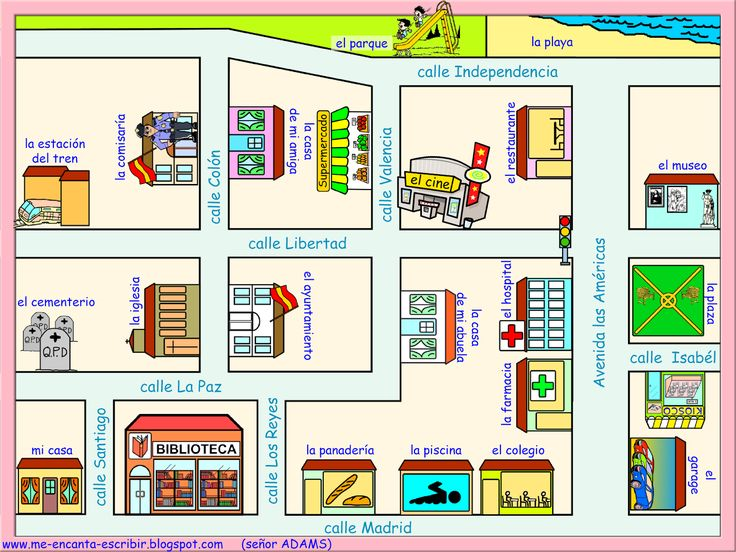 el parque
la playa
calle Independencia
la estación
del tren
la comisaría
calle Colón
la casa
de mi amiga
Supermercado
calle Valencia
el cine
el restaurante
el museo
calle Libertad
Avenida las Américas
el cementerio
Q.P.D
Q.P.D
Q.P.D
la iglesia
el ayuntamiento
la casa
de mi abuela
el hospital
la plaza
calle Isabél
calle La Paz
la farmacia
KIOSCO
mi casa
calle Santiago
BIBLIOTECA
calle Los Reyes
la panadería
la piscina
el colegio
el
garage
calle Madrid
www.me-encanta-escribir.blogspot.com (señor ADAMS)